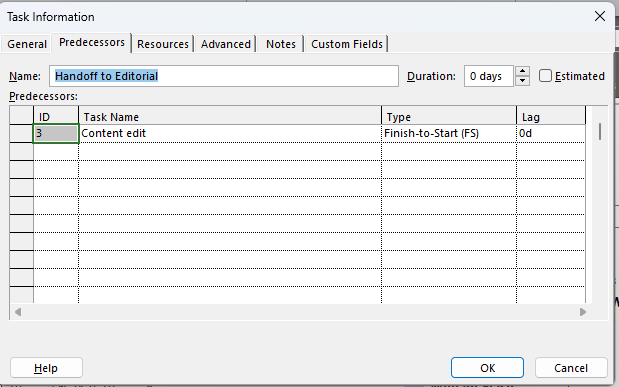 Task Information
General Predecessors Resources Advanced Notes Custom Fields
Name: Handoff to Editorial Duration: 0 days Estimated
Predecessors:
ID Task Name Type Lag
3 Content edit Finish-to-Start (FS) 0d
Help OK Cancel